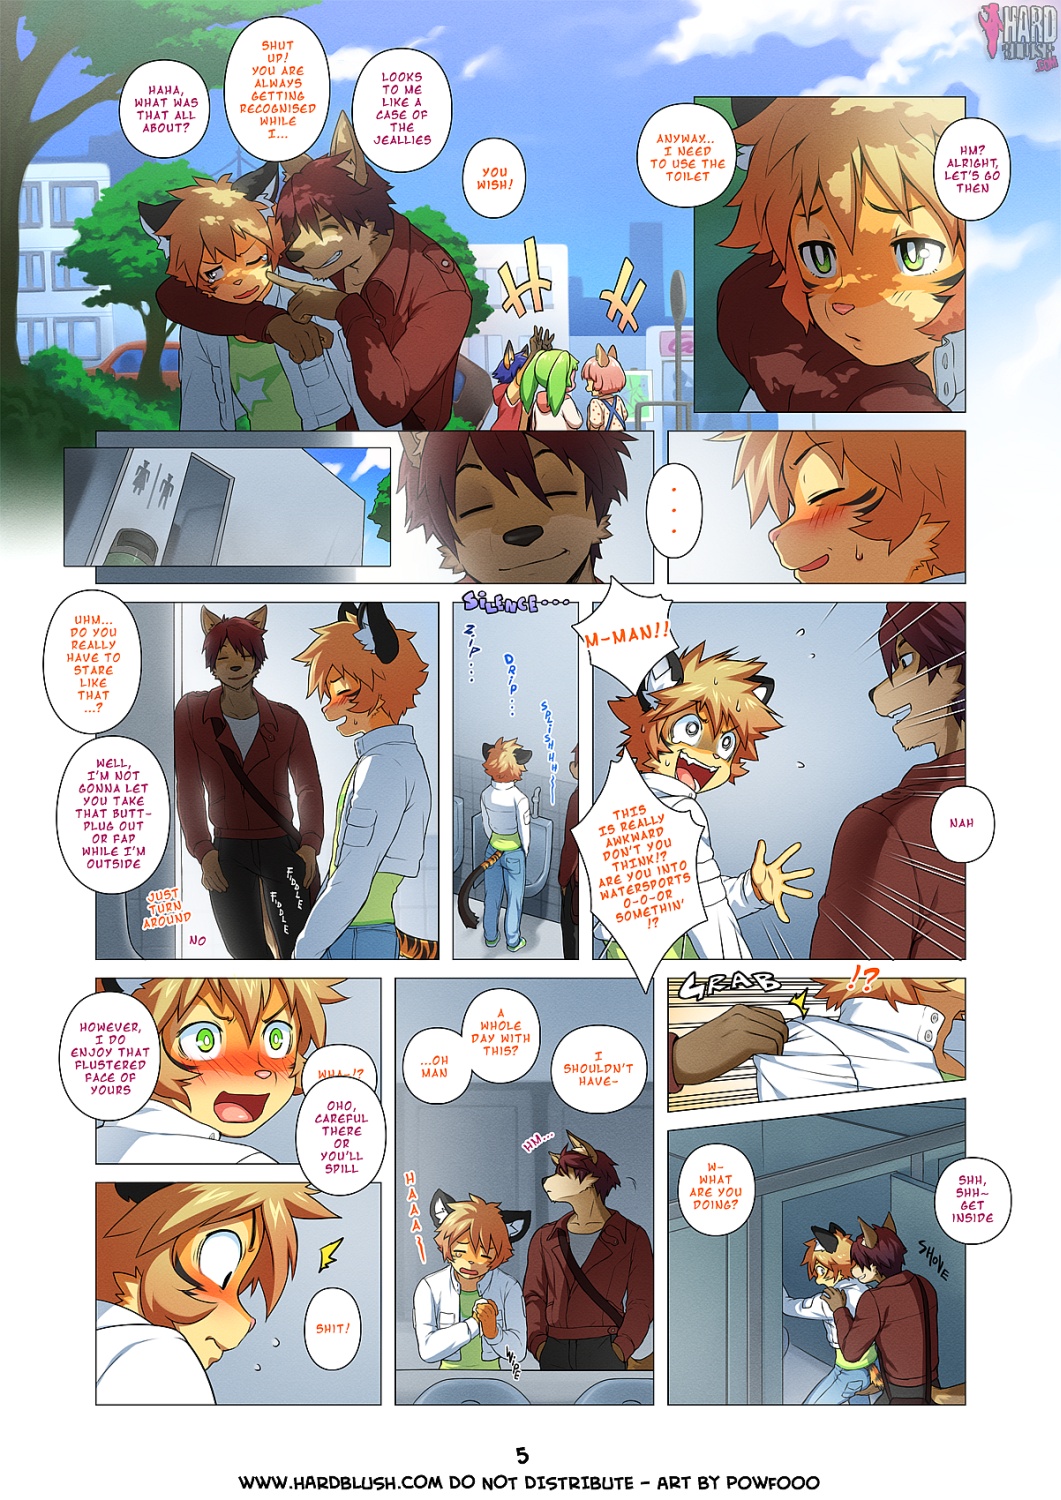 HARD
BLUSH
.COM
HAHA,
WHAT WAS
THAT ALL
ABOUT?
SHUT
UP!
YOU ARE
ALWAYS
GETTING
RECOGNISED
WHILE
I...
LOOKS
TO ME
LIKE A
CASE OF
THE
JEALLIES
YOU
WISH!
ANYWAY...
I NEED
TO USE THE
TOILET
HM?
ALRIGHT,
LET'S GO
THEN
...
UHM...
DO YOU
REALLY
HAVE TO
STARE
LIKE
THAT
...?
WELL,
I'M NOT
GONNA LET
YOU TAKE
THAT BUTT-
PLUG OUT
OR FAP
WHILE I'M
OUTSIDE
JUST
TURN
AROUND
NO
FIDDLE
FIDDLE
SILENCE...
ZIP...
DRIP...
SPLISHHH~
M-MAN!!
THIS
IS REALLY
AWKWARD
DON'T YOU
THINK!?
ARE YOU INTO
WATERSPORTS
O-O-OR
SOMETHIN'
!?
NAH
HOWEVER,
I DO
ENJOY THAT
FLUSTERED
FACE OF
YOURS
WHA-!?
OHO,
CAREFUL
THERE
OR
YOU'LL
SPILL
SHIT!
A
WHOLE
DAY WITH
THIS?
...OH
MAN
I
SHOULDN'T
HAVE-
HM...
HAAA~
WIPE
GRAB
!?
W-
WHAT
ARE YOU
DOING?
SHH,
SHH~
GET
INSIDE
SHOVE
5
WWW.HARDBLUSH.COM DO NOT DISTRIBUTE - ART BY POWFOOO